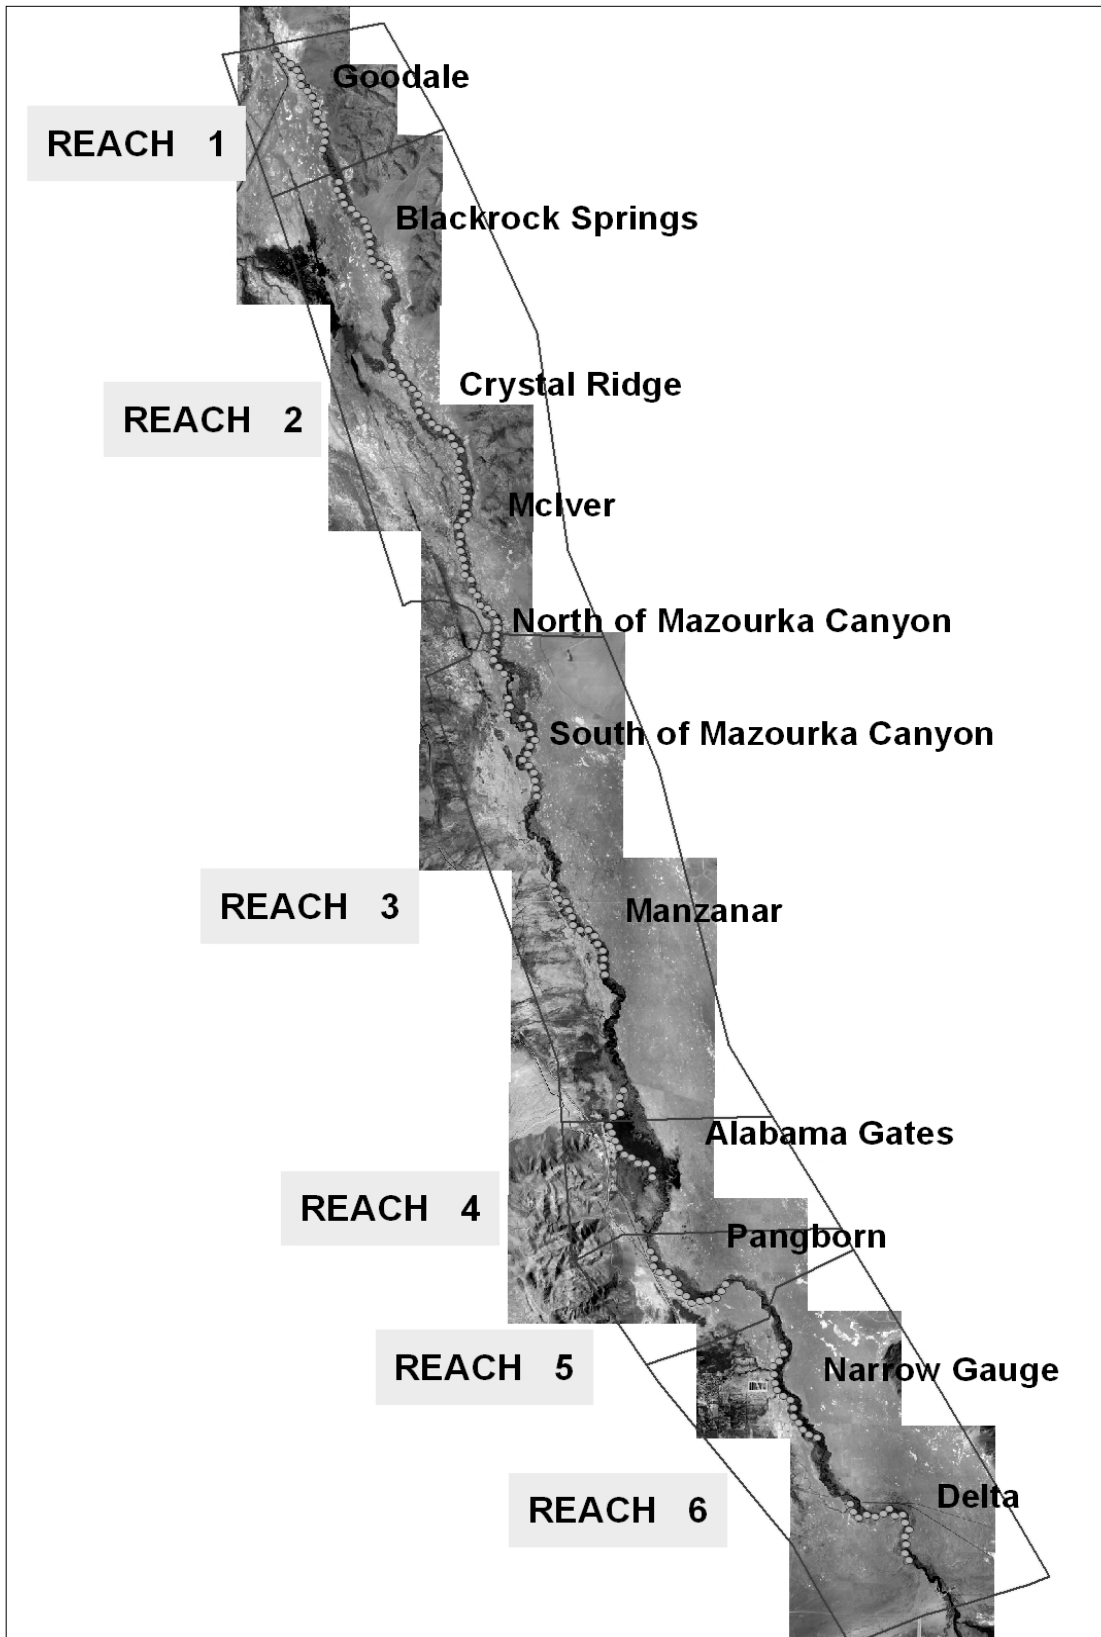 Goodale
REACH 1
Blackrock Springs
Crystal Ridge
REACH 2
McIver
North of Mazourka Canyon
South of Mazourka Canyon
REACH 3
Manzanar
Alabama Gates
REACH 4
Pangborn
REACH 5
Narrow Gauge
Delta
REACH 6